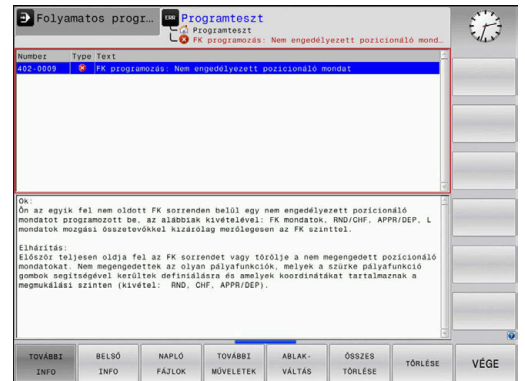 Folyamatos progr…
ERR Programteszt
Programteszt
FK programozás: Nem engedélyezett pozicionáló mond…
Number Type Text
402-0009 FK programozás: Nem engedélyezett pozicionáló mondat
Ok:
Ön az egyik fel nem oldott FK sorrenden belül egy nem engedélyezett pozícionáló
mondatot programozott be, az alábbiak kivételével: FK mondatok, RND/CHF, APPR/DEP, L
mondatok mozgási összetevőkkel kizárólag merőlegesen az FK szinttel.
Elhárítás:
Először teljesen oldja fel az FK sorrendet vagy törölje a nem megengedett pozícionáló
mondatokat. Nem megengedettek az olyan pályafunkciók, melyek a szürke pályafunkció
gombok segítségével kerültek definiálásra és amelyek koordinátákat tartalmaznak a
megmukálási szinten (kivétel: RND, CHF, APPR/DEP).
TOVÁBBI INFO
BELSŐ INFO
NAPLÓ FÁJLOK
TOVÁBBI MŰVELETEK
ABLAK- VÁLTÁS
ÖSSZES TÖRLÉSE
TÖRLÉSE
VÉGE